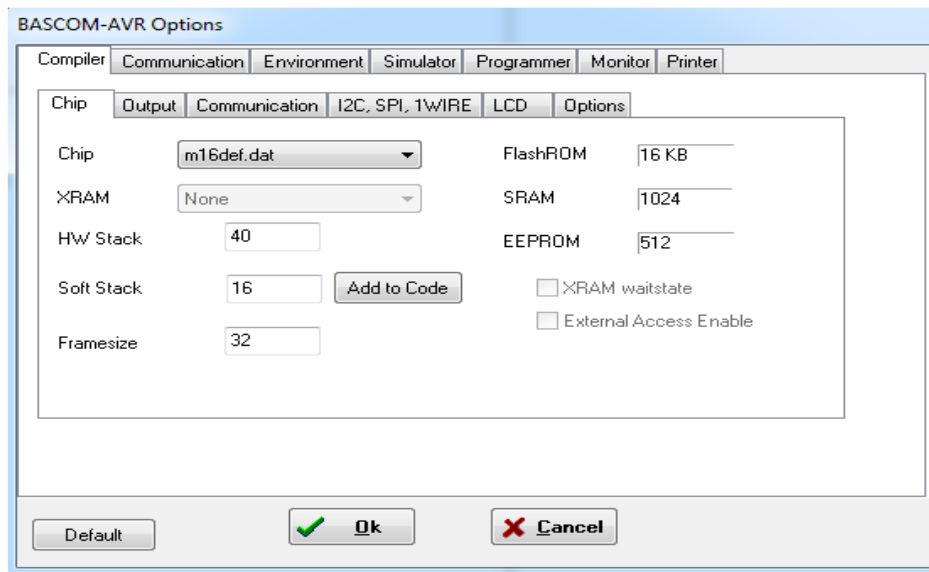 BASCOM-AVR Options
Compiler Communication Environment Simulator Programmer Monitor Printer
Chip Output Communication I2C, SPI, 1WIRE LCD Options
Chip m16def.dat FlashROM 16 KB
XRAM None SRAM 1024
HW Stack 40 EEPROM 512
Soft Stack 16 Add to Code XRAM waitstate
External Access Enable
Framesize 32
Default Ok Cancel